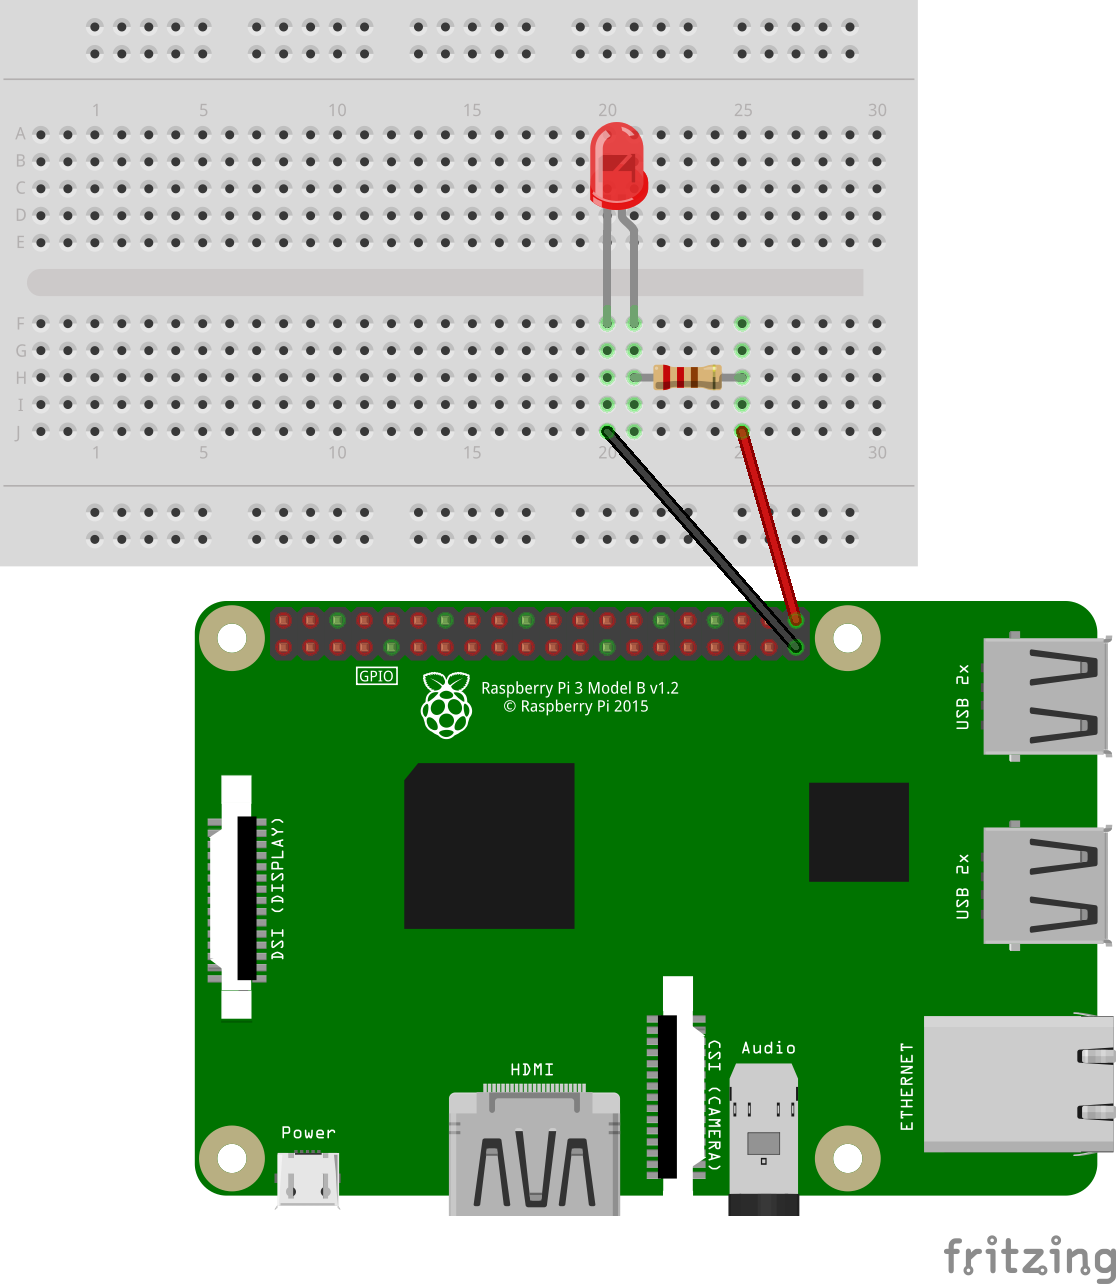 1 5 10 15 20 25 30
A
B
C
D
E
F
G
H
I
J
1 5 10 15 20 30
GPIO
Raspberry Pi 3 Model B v1.2
© Raspberry Pi 2015
USB 2x
DSI (DISPLAY)
USB 2x
HDMI
CSI (CAMERA)
Audio
ETHERNET
Power
fritzing